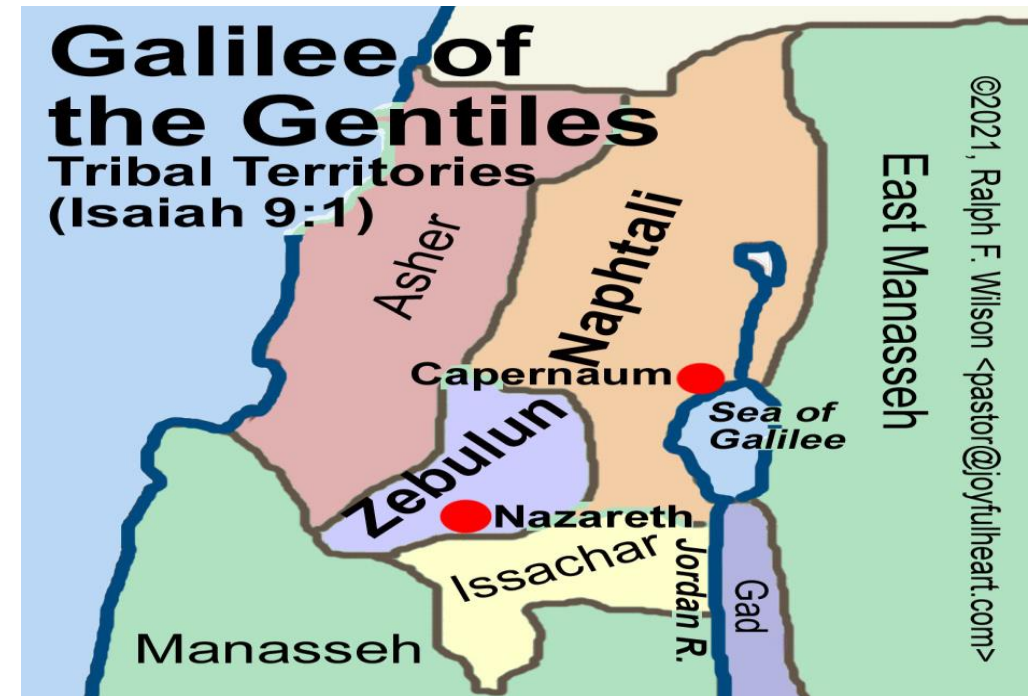 Galilee of
the Gentiles
Tribal Territories
(Isaiah 9:1)
Asher
Naphtali
East Manasseh
©2021, Ralph F. Wilson <pastor@joyfulheart.com>
Capernaum
Sea of
Galilee
Zebulun
Nazareth
Issachar
Jordan R.
Gad
Manasseh